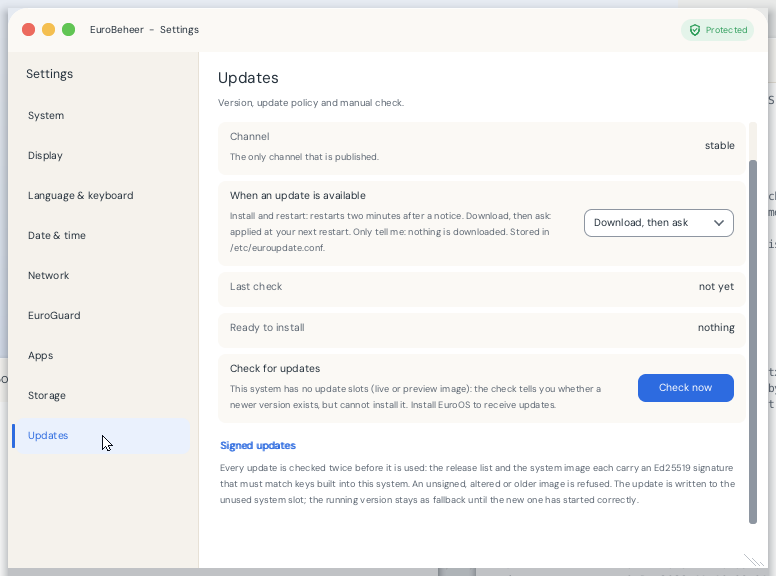 EuroBeheer - Settings
Protected
Settings
System
Display
Language & keyboard
Date & time
Network
EuroGuard
Apps
Storage
Updates
Updates
Version, update policy and manual check.
Channel
The only channel that is published.
stable
When an update is available
Install and restart: restarts two minutes after a notice. Download, then ask:
applied at your next restart. Only tell me: nothing is downloaded. Stored in
/etc/euroupdate.conf.
Download, then ask
Last check
not yet
Ready to install
nothing
Check for updates
This system has no update slots (live or preview image): the check tells you whether a
newer version exists, but cannot install it. Install EuroOS to receive updates.
Check now
Signed updates
Every update is checked twice before it is used: the release list and the system image each carry an Ed25519 signature
that must match keys built into this system. An unsigned, altered or older image is refused. The update is written to the
unused system slot; the running version stays as fallback until the new one has started correctly.